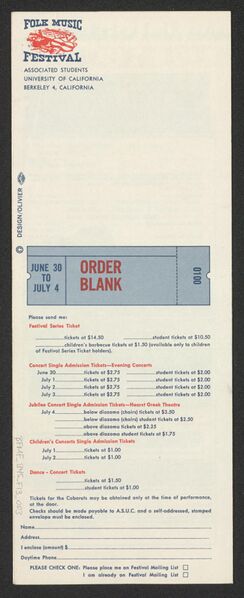 FOLK MUSIC
FESTIVAL
ASSOCIATED STUDENTS
UNIVERSITY OF CALIFORNIA
BERKELEY 4, CALIFORNIA
© DESIGN/OLIVIER
JUNE 30
TO
JULY 4
ORDER
BLANK
0100
Please send me:
Festival Series Ticket
tickets at $14.50 student tickets at $10.50
children's barbecue tickets at $1.50 (available only to children
of Festival Series Ticket holders).
Concert Single Admission Tickets—Evening Concerts
June 30 tickets at $2.75 student tickets at $2.00
July 1 tickets at $2.75 student tickets at $2.00
July 2 tickets at $2.75 student tickets at $2.00
July 3 tickets at $2.75 student tickets at $2.00
Jubilee Concert Single Admission Tickets—Hearst Greek Theatre
July 4 below diazoma (chairs) tickets at $3.50
below diazoma (chairs) student tickets at $2.50
above diazoma tickets at $2.25
above diazoma student tickets at $1.75
Children's Concerts Single Admission Tickets
July 1 tickets at $1.00
July 2 tickets at $1.00
Dance - Concert Tickets
tickets at $1.50
student tickets at $1.00
Tickets for the Cabarets may be obtained only at the time of performance,
at the door.
Checks should be made payable to A.S.U.C. and a self-addressed, stamped
envelope must be enclosed.
Name
Address
I enclose (amount) $
Daytime Phone
PLEASE CHECK ONE: Please place me on Festival Mailing List
I am already on Festival Mailing List